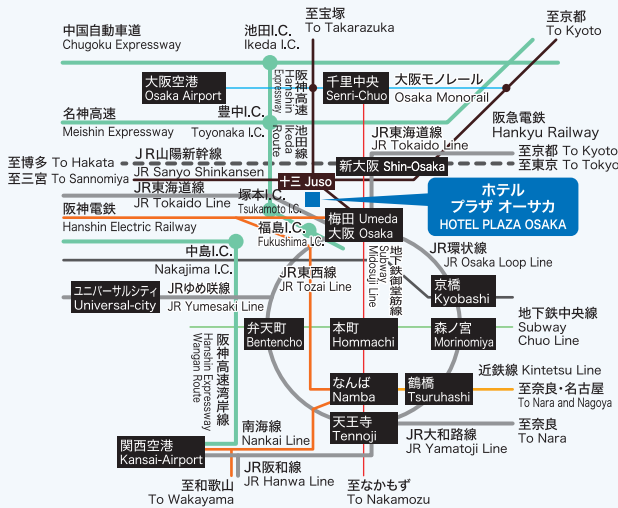 至宝塚
To Takarazuka
至京都
To Kyoto
中国自動車道
Chugoku Expressway
池田I.C.
Ikeda I.C.
大阪空港
Osaka Airport
阪神高速 池田線
Hanshin Expressway Ikeda Route
千里中央
Senri-Chuo
大阪モノレール
Osaka Monorail
名神高速
Meishin Expressway
豊中I.C.
Toyonaka I.C.
阪急電鉄
Hankyu Railway
JR東海道線
JR Tokaido Line
至京都 To Kyoto
至博多 To Hakata
JR山陽新幹線
JR Sanyo Shinkansen
新大阪 Shin-Osaka
至東京 To Tokyo
至三宮 To Sannomiya
十三 Juso
JR東海道線
JR Tokaido Line
塚本I.C.
Tsukamoto I.C.
ホテル
プラザ オーサカ
HOTEL PLAZA OSAKA
阪神電鉄
Hanshin Electric Railway
福島I.C.
Fukushima I.C.
梅田 Umeda
大阪 Osaka
中島I.C.
Nakajima I.C.
地下鉄御堂筋線
Subway
Midosuji Line
JR環状線
JR Osaka Loop Line
JR東西線
JR Tozai Line
京橋
Kyobashi
ユニバーサルシティ
Universal-city
JRゆめ咲線
JR Yumesaki Line
弁天町
Bentencho
本町
Hommachi
森ノ宮
Morinomiya
地下鉄中央線
Subway
Chuo Line
阪神高速湾岸線
Hanshin Expressway
Wangan Route
なんば
Namba
鶴橋
Tsuruhashi
近鉄線 Kintetsu Line
至奈良・名古屋
To Nara and Nagoya
天王寺
Tennoji
至奈良
To Nara
南海線
Nankai Line
JR大和路線
JR Yamatoji Line
関西空港
Kansai-Airport
JR阪和線
JR Hanwa Line
至和歌山
To Wakayama
至なかもず
To Nakamozu